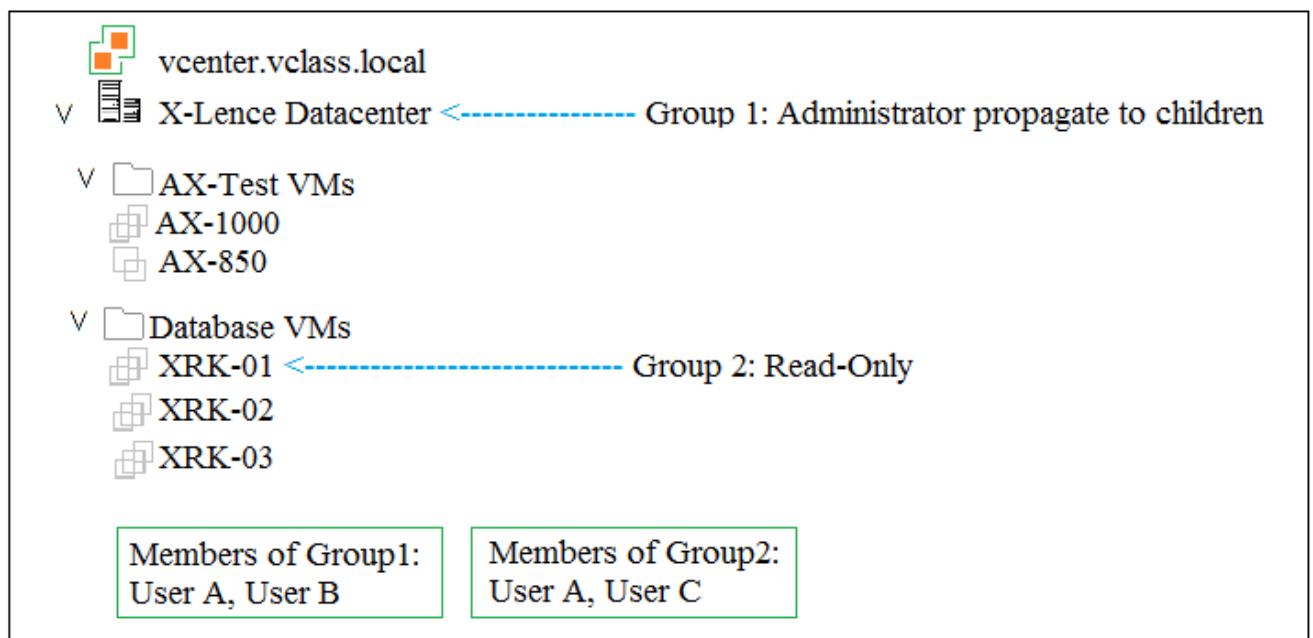 vcenter.vclass.local
X-Lence Datacenter <--------------- Group 1: Administrator propagate to children
AX-Test VMs
AX-1000
AX-850
Database VMs
XRK-01 <--------------------------- Group 2: Read-Only
XRK-02
XRK-03
Members of Group1:
User A, User B
Members of Group2:
User A, User C